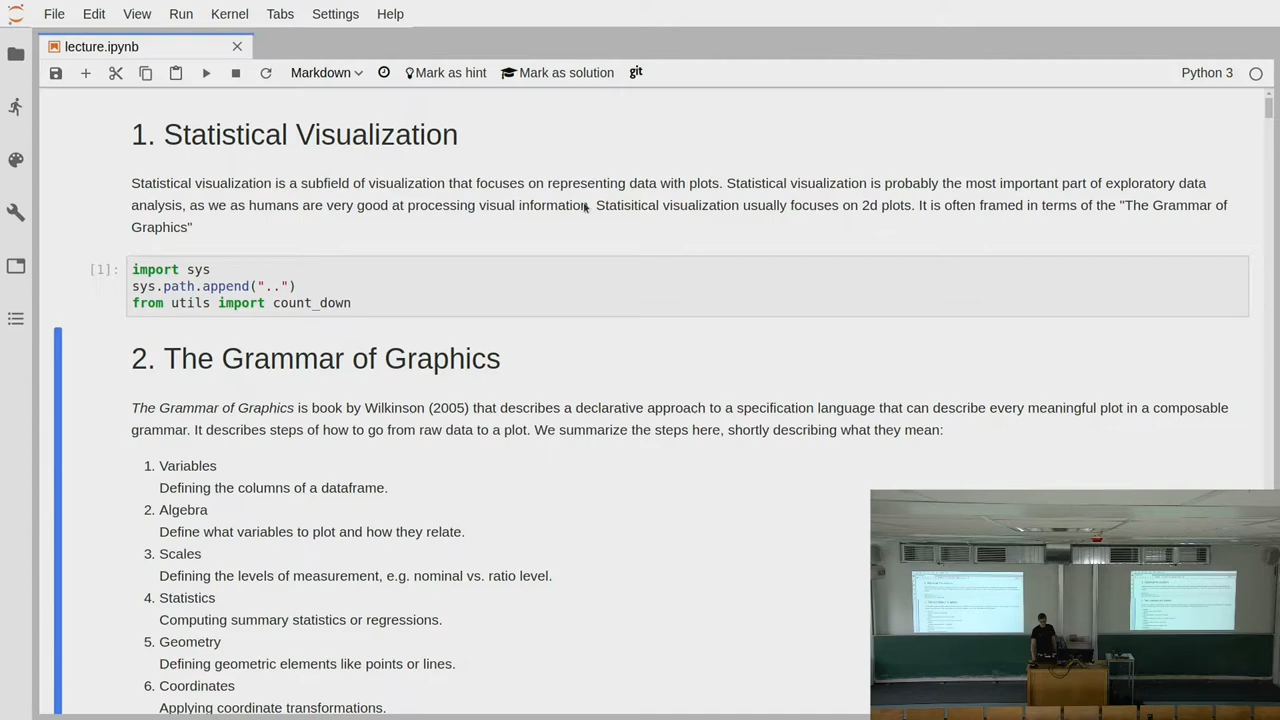 File Edit View Run Kernel Tabs Settings Help
lecture.ipynb
Markdown Mark as hint Mark as solution git Python 3
1. Statistical Visualization
Statistical visualization is a subfield of visualization that focuses on representing data with plots. Statistical visualization is probably the most important part of exploratory data
analysis, as we as humans are very good at processing visual information. Statisitical visualization usually focuses on 2d plots. It is often framed in terms of the "The Grammar of
Graphics"
[1]: import sys
sys.path.append("..")
from utils import count_down
2. The Grammar of Graphics
The Grammar of Graphics is book by Wilkinson (2005) that describes a declarative approach to a specification language that can describe every meaningful plot in a composable
grammar. It describes steps of how to go from raw data to a plot. We summarize the steps here, shortly describing what they mean:
1. Variables
Defining the columns of a dataframe.
2. Algebra
Define what variables to plot and how they relate.
3. Scales
Defining the levels of measurement, e.g. nominal vs. ratio level.
4. Statistics
Computing summary statistics or regressions.
5. Geometry
Defining geometric elements like points or lines.
6. Coordinates
Applying coordinate transformations.